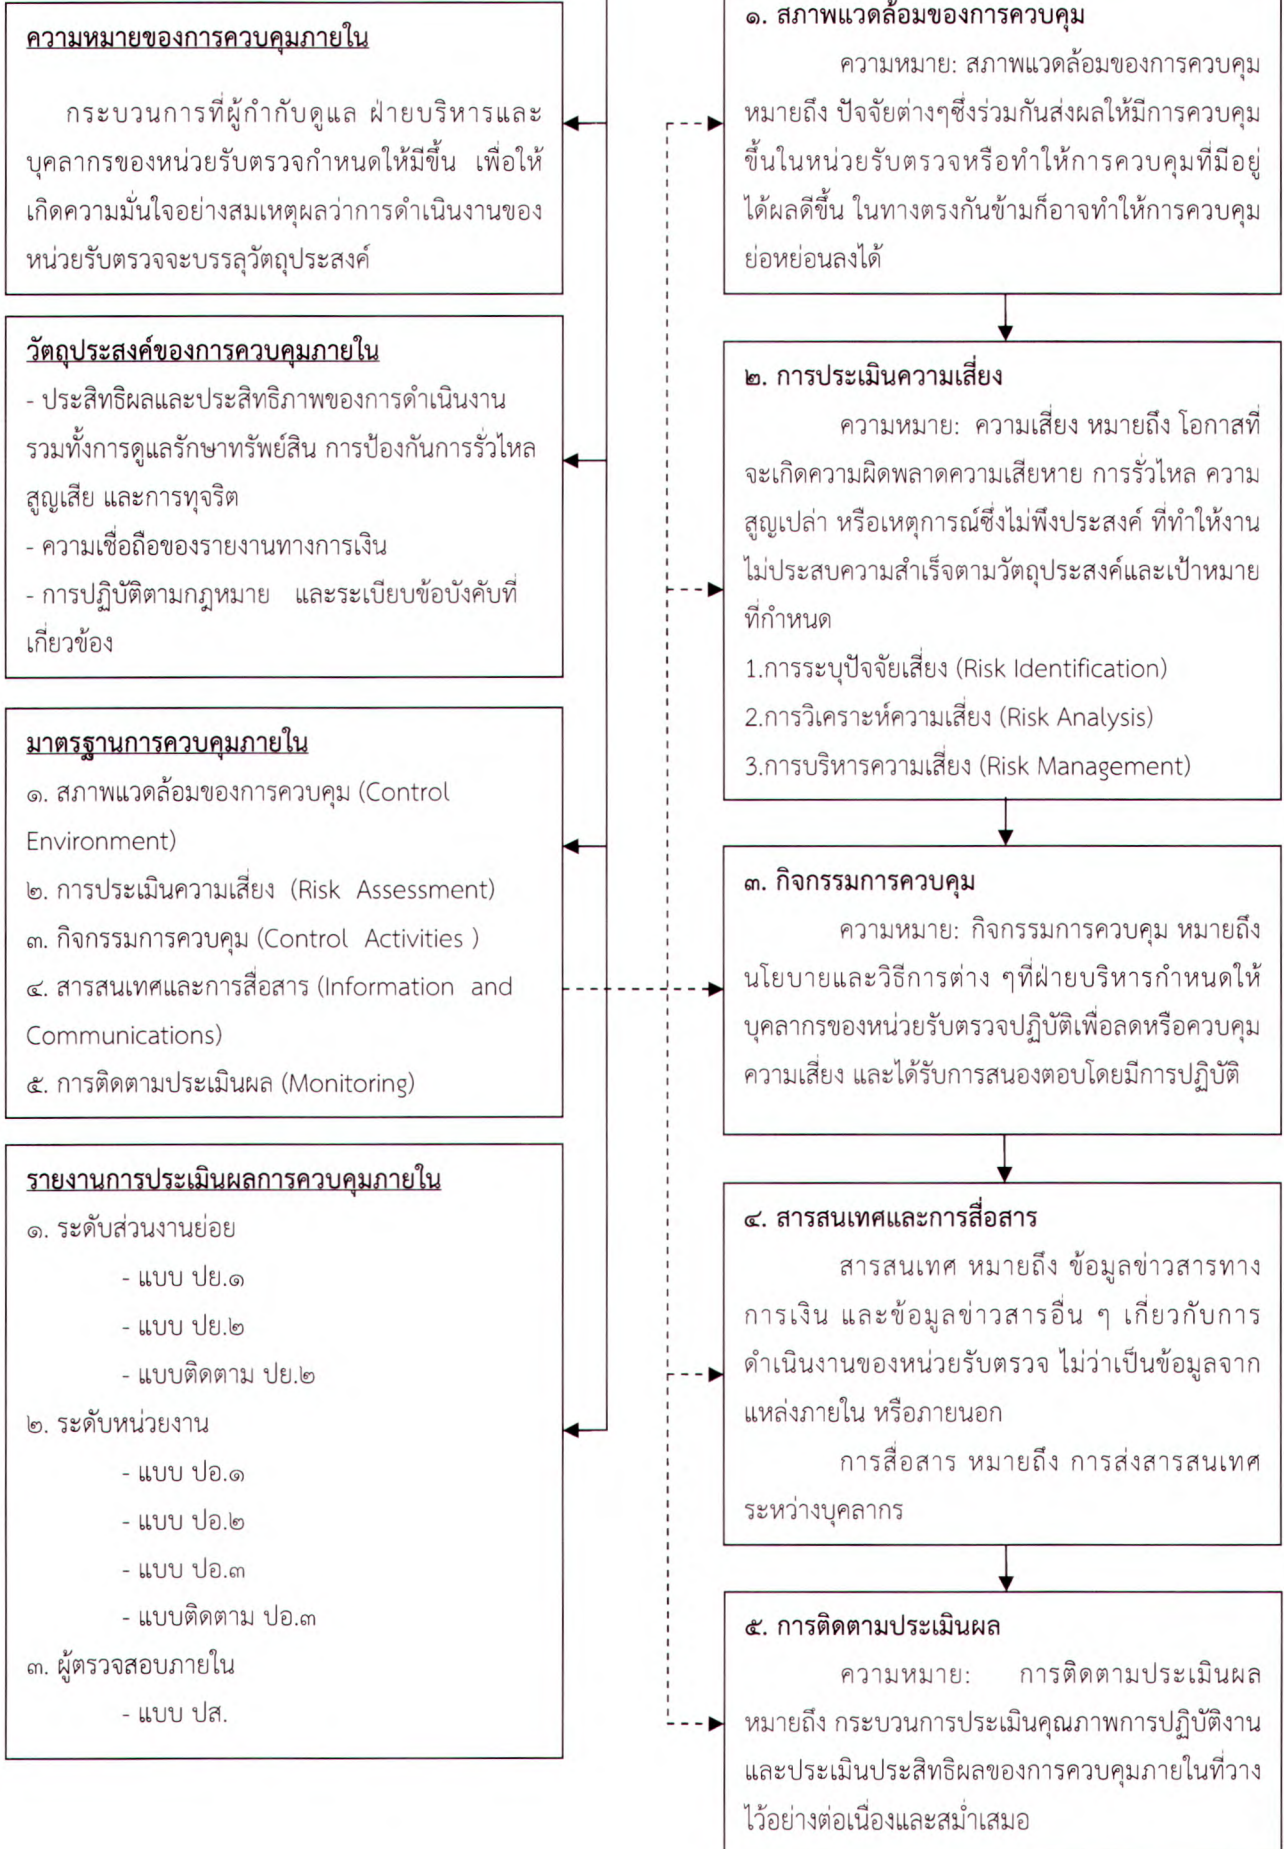 ความหมายของการควบคุมภายใน
กระบวนการที่ผู้กำกับดูแล ฝ่ายบริหารและ
บุคลากรของหน่วยรับตรวจกำหนดให้มีขึ้น เพื่อให้
เกิดความมั่นใจอย่างสมเหตุผลว่าการดำเนินงานของ
หน่วยรับตรวจจะบรรลุวัตถุประสงค์
วัตถุประสงค์ของการควบคุมภายใน
- ประสิทธิผลและประสิทธิภาพของการดำเนินงาน
รวมทั้งการดูแลรักษาทรัพย์สิน การป้องกันการรั่วไหล
สูญเสีย และการทุจริต
- ความเชื่อถือของรายงานทางการเงิน
- การปฏิบัติตามกฎหมาย และระเบียบข้อบังคับที่
เกี่ยวข้อง
มาตรฐานการควบคุมภายใน
๑. สภาพแวดล้อมของการควบคุม (Control
Environment)
๒. การประเมินความเสี่ยง (Risk Assessment)
๓. กิจกรรมการควบคุม (Control Activities )
๔. สารสนเทศและการสื่อสาร (Information and
Communications)
๕. การติดตามประเมินผล (Monitoring)
รายงานการประเมินผลการควบคุมภายใน
๑. ระดับส่วนงานย่อย
- แบบ ปย.๑
- แบบ ปย.๒
- แบบติดตาม ปย.๒
๒. ระดับหน่วยงาน
- แบบ ปอ.๑
- แบบ ปอ.๒
- แบบ ปอ.๓
- แบบติดตาม ปอ.๓
๓. ผู้ตรวจสอบภายใน
- แบบ ปส.
๑. สภาพแวดล้อมของการควบคุม
ความหมาย: สภาพแวดล้อมของการควบคุม
หมายถึง ปัจจัยต่างๆซึ่งร่วมกันส่งผลให้มีการควบคุม
ขึ้นในหน่วยรับตรวจหรือทำให้การควบคุมที่มีอยู่
ได้ผลดีขึ้น ในทางตรงกันข้ามก็อาจทำให้การควบคุม
ย่อหย่อนลงได้
๒. การประเมินความเสี่ยง
ความหมาย: ความเสี่ยง หมายถึง โอกาสที่
จะเกิดความผิดพลาดความเสียหาย การรั่วไหล ความ
สูญเปล่า หรือเหตุการณ์ซึ่งไม่พึงประสงค์ ที่ทำให้งาน
ไม่ประสบความสำเร็จตามวัตถุประสงค์และเป้าหมาย
ที่กำหนด
1.การระบุปัจจัยเสี่ยง (Risk Identification)
2.การวิเคราะห์ความเสี่ยง (Risk Analysis)
3.การบริหารความเสี่ยง (Risk Management)
๓. กิจกรรมการควบคุม
ความหมาย: กิจกรรมการควบคุม หมายถึง
นโยบายและวิธีการต่าง ๆที่ฝ่ายบริหารกำหนดให้
บุคลากรของหน่วยรับตรวจปฏิบัติเพื่อลดหรือควบคุม
ความเสี่ยง และได้รับการสนองตอบโดยมีการปฏิบัติ
๔. สารสนเทศและการสื่อสาร
สารสนเทศ หมายถึง ข้อมูลข่าวสารทาง
การเงิน และข้อมูลข่าวสารอื่น ๆ เกี่ยวกับการ
ดำเนินงานของหน่วยรับตรวจ ไม่ว่าเป็นข้อมูลจาก
แหล่งภายใน หรือภายนอก
การสื่อสาร หมายถึง การส่งสารสนเทศ
ระหว่างบุคลากร
๕. การติดตามประเมินผล
ความหมาย: การติดตามประเมินผล
หมายถึง กระบวนการประเมินคุณภาพการปฏิบัติงาน
และประเมินประสิทธิผลของการควบคุมภายในที่วาง
ไว้อย่างต่อเนื่องและสม่ำเสมอ